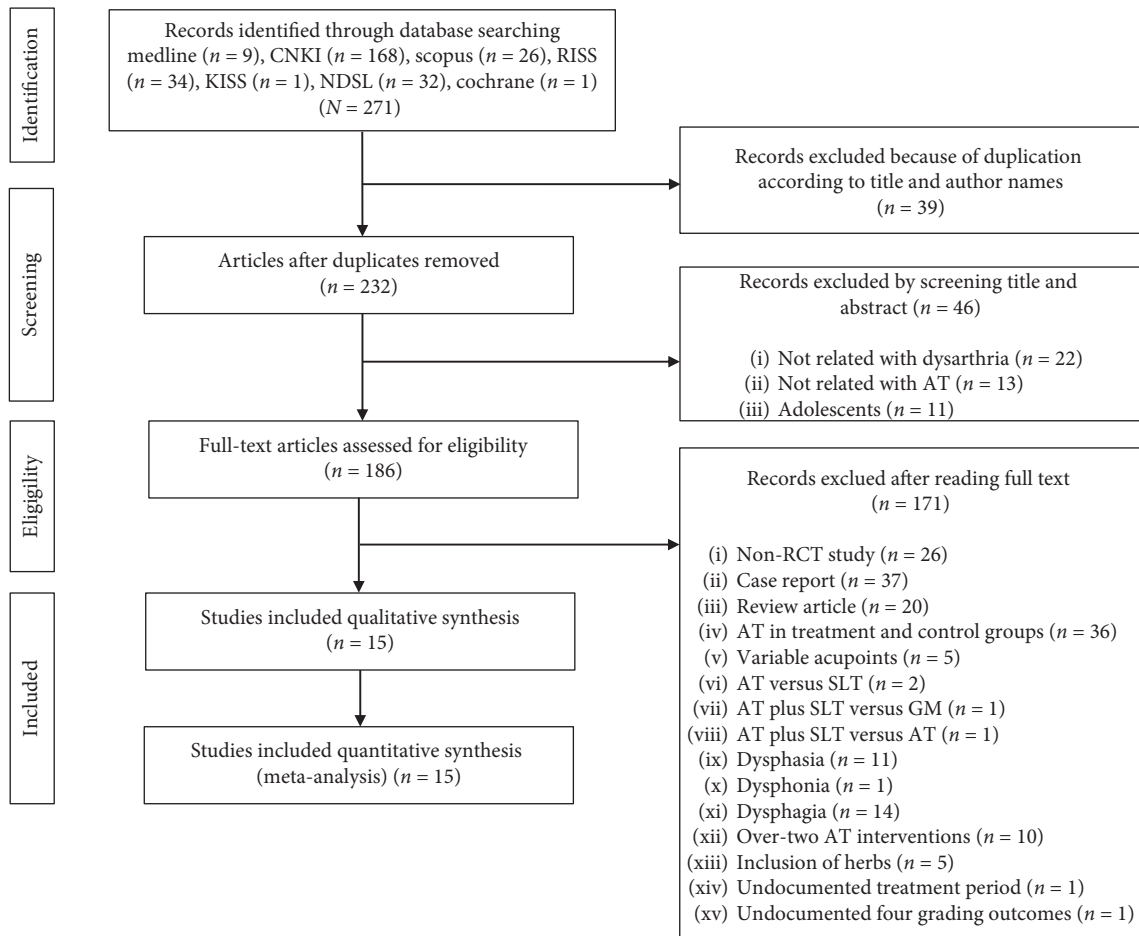 Identification
Records identified through database searching
medline (n = 9), CNKI (n = 168), scopus (n = 26), RISS
(n = 34), KISS (n = 1), NDSL (n = 32), cochrane (n = 1)
(N = 271)
Records excluded because of duplication
according to title and author names
(n = 39)
Screening
Articles after duplicates removed
(n = 232)
Records excluded by screening title and
abstract (n = 46)
(i) Not related with dysarthria (n = 22)
(ii) Not related with AT (n = 13)
(iii) Adolescents (n = 11)
Eligigility
Full-text articles assessed for eligibility
(n = 186)
Records exclued after reading full text
(n = 171)
(i) Non-RCT study (n = 26)
(ii) Case report (n = 37)
(iii) Review article (n = 20)
(iv) AT in treatment and control groups (n = 36)
(v) Variable acupoints (n = 5)
(vi) AT versus SLT (n = 2)
(vii) AT plus SLT versus GM (n = 1)
(viii) AT plus SLT versus AT (n = 1)
(ix) Dysphasia (n = 11)
(x) Dysphonia (n = 1)
(xi) Dysphagia (n = 14)
(xii) Over-two AT interventions (n = 10)
(xiii) Inclusion of herbs (n = 5)
(xiv) Undocumented treatment period (n = 1)
(xv) Undocumented four grading outcomes (n = 1)
Included
Studies included qualitative synthesis
(n = 15)
Studies included quantitative synthesis
(meta-analysis) (n = 15)